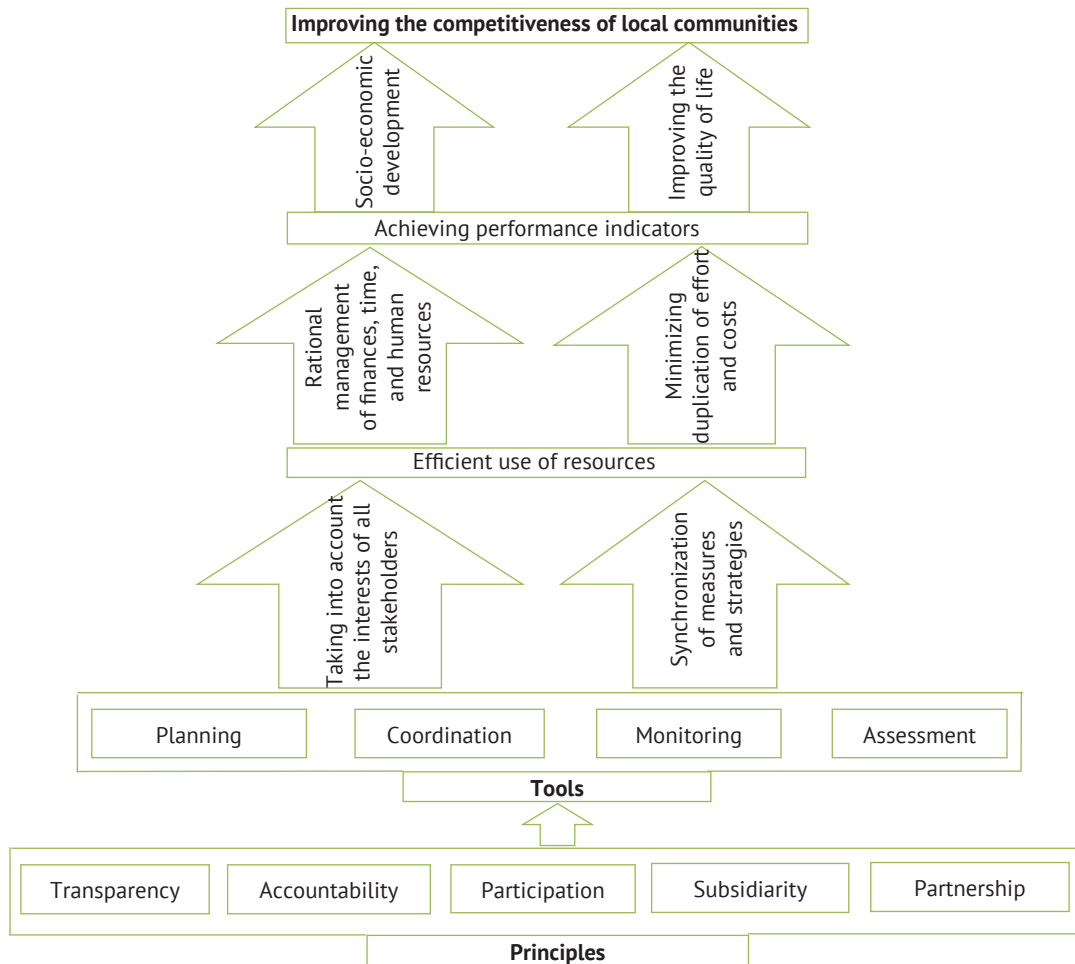 Improving the competitiveness of local communities
Socio-economic
development
Improving the
quality of life
Achieving performance indicators
Rational
management
of finances, time,
and human
resources
Minimizing
duplication of effort
and costs
Efficient use of resources
Taking into account
the interests of all
stakeholders
Synchronization
of measures
and strategies
Planning
Coordination
Monitoring
Assessment
Tools
Transparency
Accountability
Participation
Subsidiarity
Partnership
Principles